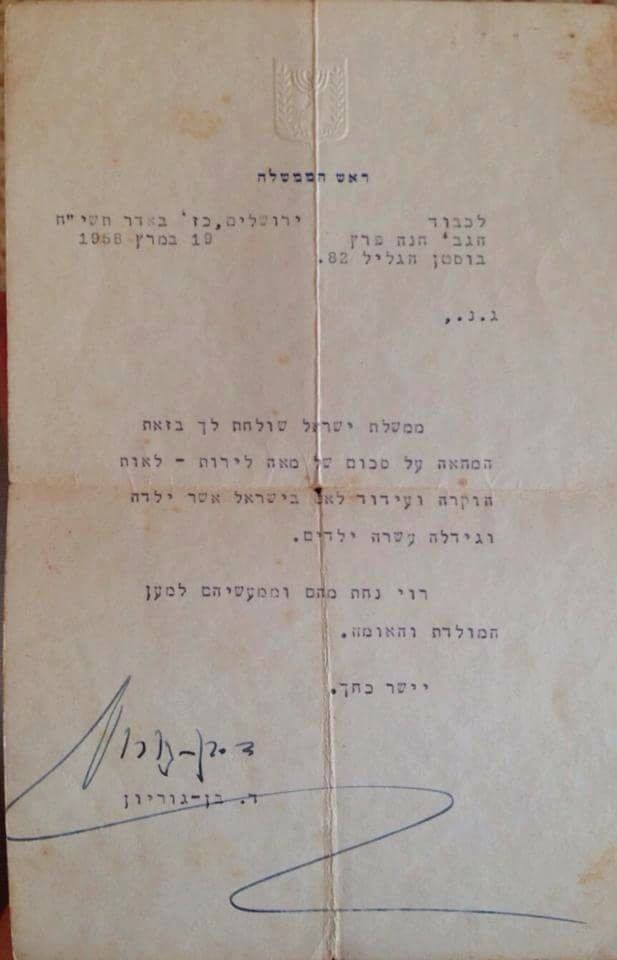 ראש הממשלה
ירושלים, כז' באדר תשי"ח
19 במרץ 1958
לכבוד
הגב' חנה פרץ
בוסטן הגליל 82.
ג.נ.,
ממשלת ישראל שולחת לך בזאת
המחאה על סכום של מאה לירות - לאות
הוקרה ועידוד לאם בישראל אשר ילדה
וגידלה עשרה ילדים.
רוי נחת מהם וממעשיהם למען
המולדת והאומה.
יישר כחך.
ד. בן-גוריון
ד. בן-גוריון